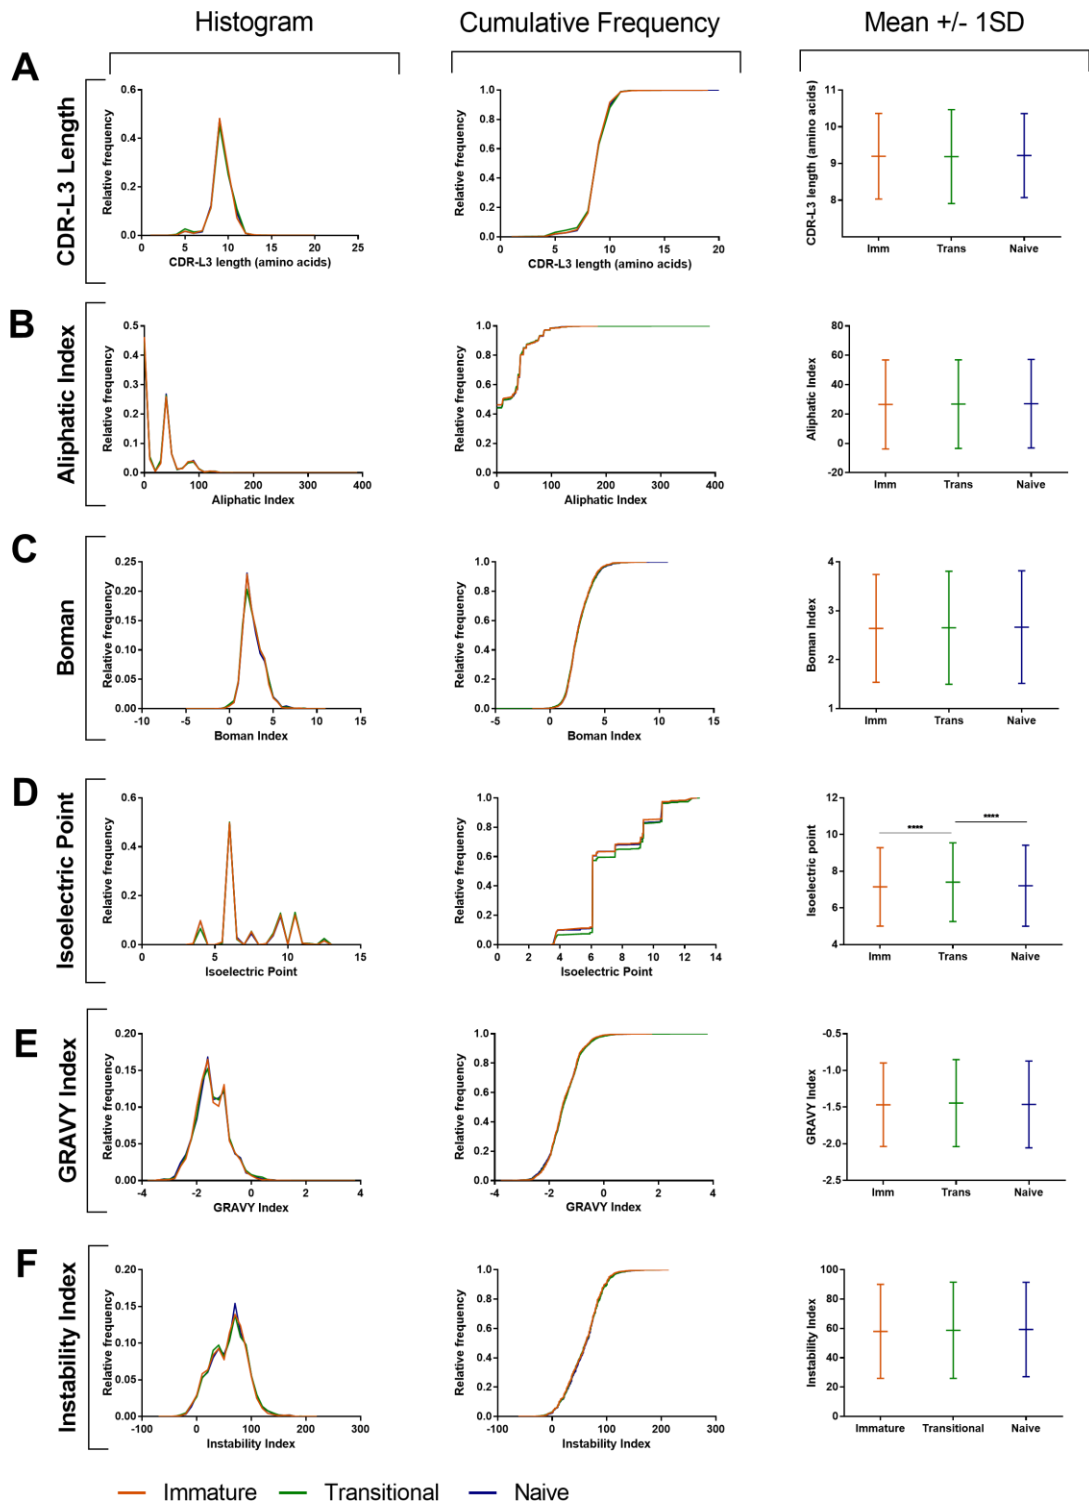 Histogram
Cumulative Frequency
Mean +/- 1SD
A
CDR-L3 Length
Relative frequency
0.6
0.4
0.2
0.0
0 5 10 15 20 25
CDR-L3 length (amino acids)
Relative frequency
1.0
0.8
0.6
0.4
0.2
0.0
0 5 10 15 20
CDR-L3 length (amino acids)
CDR-L3 length (amino acids)
11
10
9
8
7
Imm Trans Naive
B
Aliphatic Index
Relative frequency
0.5
0.4
0.3
0.2
0.1
0.0
0 100 200 300 400
Aliphatic Index
Relative frequency
1.0
0.8
0.6
0.4
0.2
0.0
0 100 200 300 400
Aliphatic Index
Aliphatic Index
80
60
40
20
0
-20
Imm Trans Naive
C
Boman
Relative frequency
0.25
0.20
0.15
0.10
0.05
0.00
-10 -5 0 5 10 15
Boman Index
Relative frequency
1.0
0.8
0.6
0.4
0.2
0.0
-5 0 5 10 15
Boman Index
Boman Index
4
3
2
1
Imm Trans Naive
D
Isoelectric Point
Relative frequency
0.6
0.4
0.2
0.0
0 5 10 15
Isoelectric Point
Relative frequency
1.0
0.8
0.6
0.4
0.2
0.0
0 2 4 6 8 10 12 14
Isoelectric Point
Isoelectric point
12
10
8
6
4
**** ****
Imm Trans Naive
E
GRAVY Index
Relative frequency
0.20
0.15
0.10
0.05
0.00
-4 -2 0 2 4
GRAVY Index
Relative frequency
1.0
0.8
0.6
0.4
0.2
0.0
-4 -2 0 2 4
GRAVY Index
GRAVY Index
-0.5
-1.0
-1.5
-2.0
-2.5
Imm Trans Naive
F
Instability Index
Relative frequency
0.20
0.15
0.10
0.05
0.00
-100 0 100 200 300
Instability Index
Relative frequency
1.0
0.8
0.6
0.4
0.2
0.0
-100 0 100 200 300
Instability Index
Instability Index
100
80
60
40
20
0
Immature Transitional Naive
Immature Transitional Naive